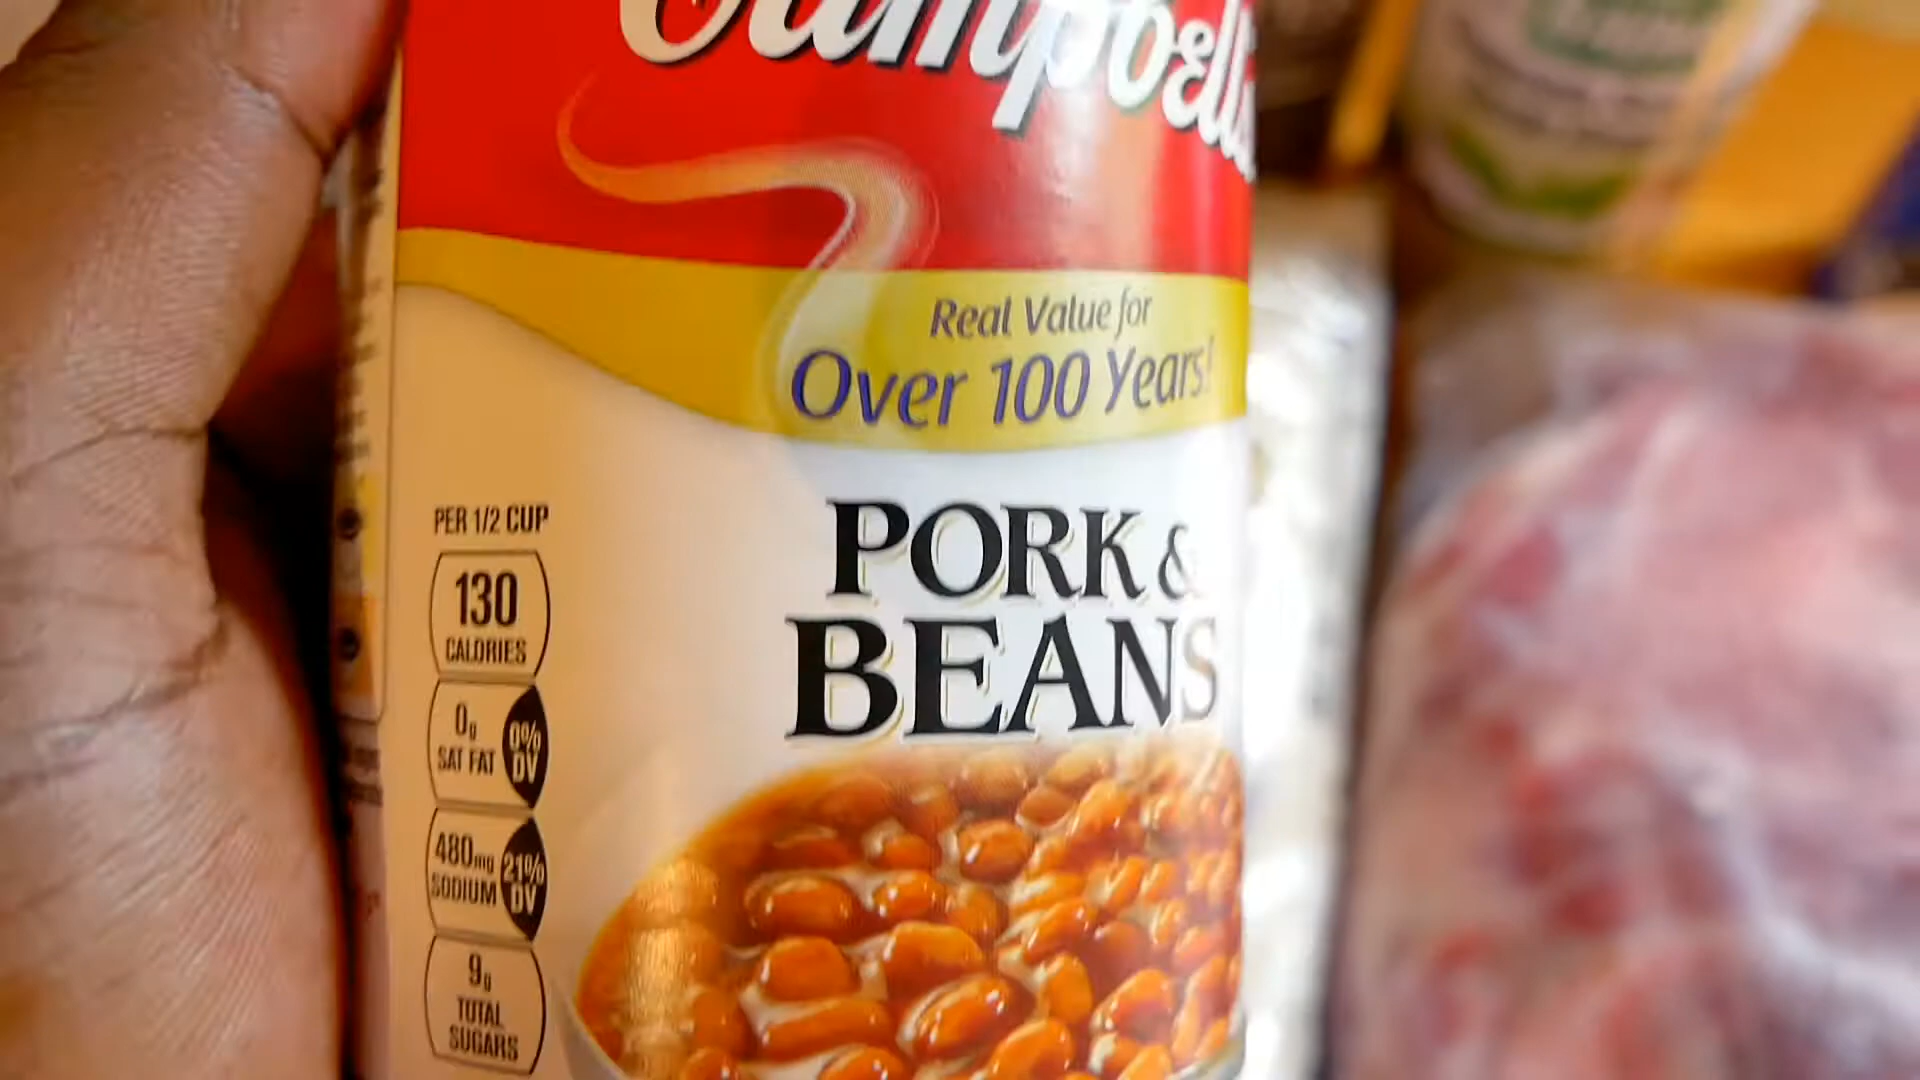 Campbell's
Real Value for
Over 100 Years!
PORK &
BEANS
PER 1/2 CUP
130
CALORIES
0g
SAT FAT
0%
DV
480mg
SODIUM
21%
DV
9g
TOTAL
SUGARS